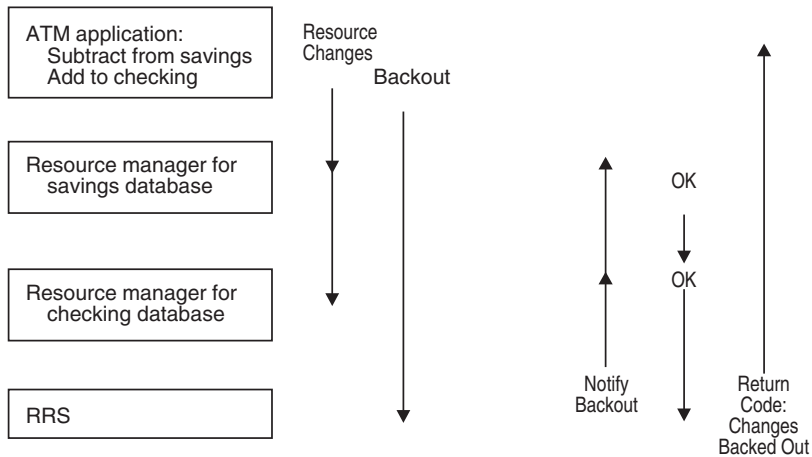 ATM application:
Subtract from savings
Add to checking
Resource
Changes
Backout
Resource manager for
savings database
OK
Resource manager for
checking database
OK
RRS
Notify
Backout
Return
Code:
Changes
Backed Out